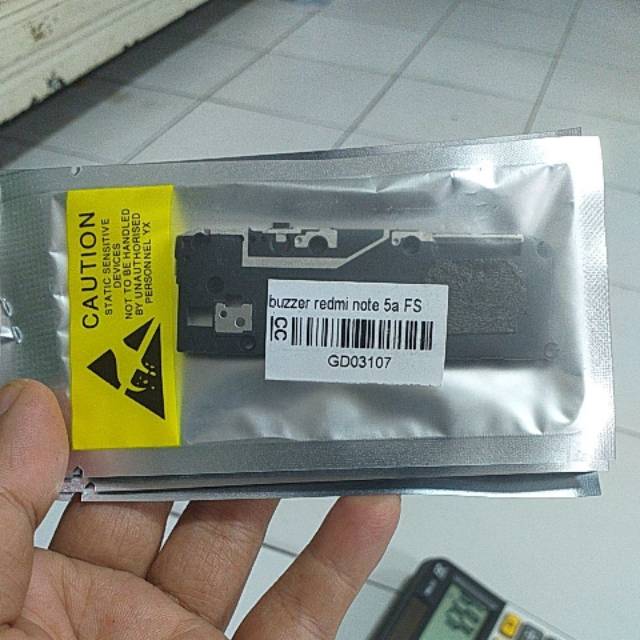 CAUTION
STATIC SENSITIVE
DEVICES
NOT TO BE HANDLED
BY UNAUTHORISED
PERSONNEL YX
buzzer redmi note 5a FS
GD03107